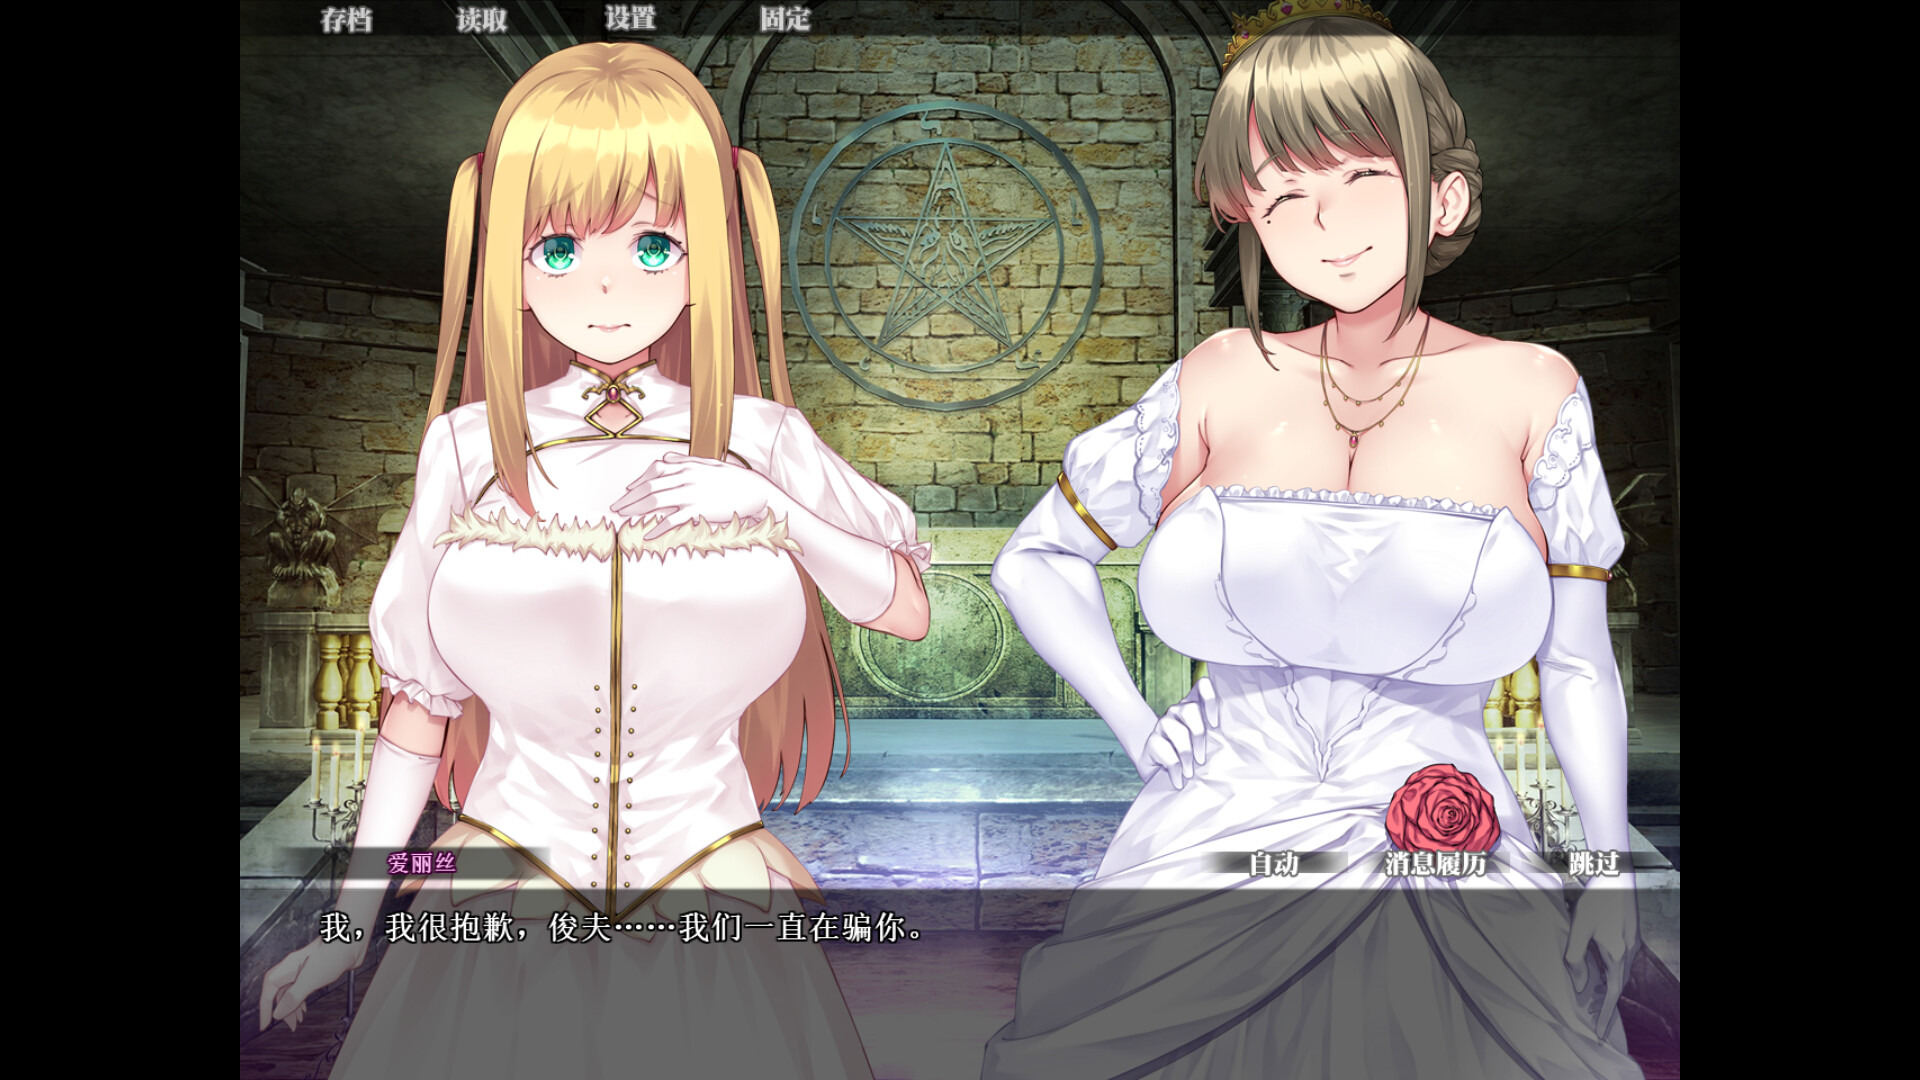 存档 读取 设置 固定
爱丽丝
自动 消息履历 跳过
我，我很抱歉，俊夫……我们一直在骗你。